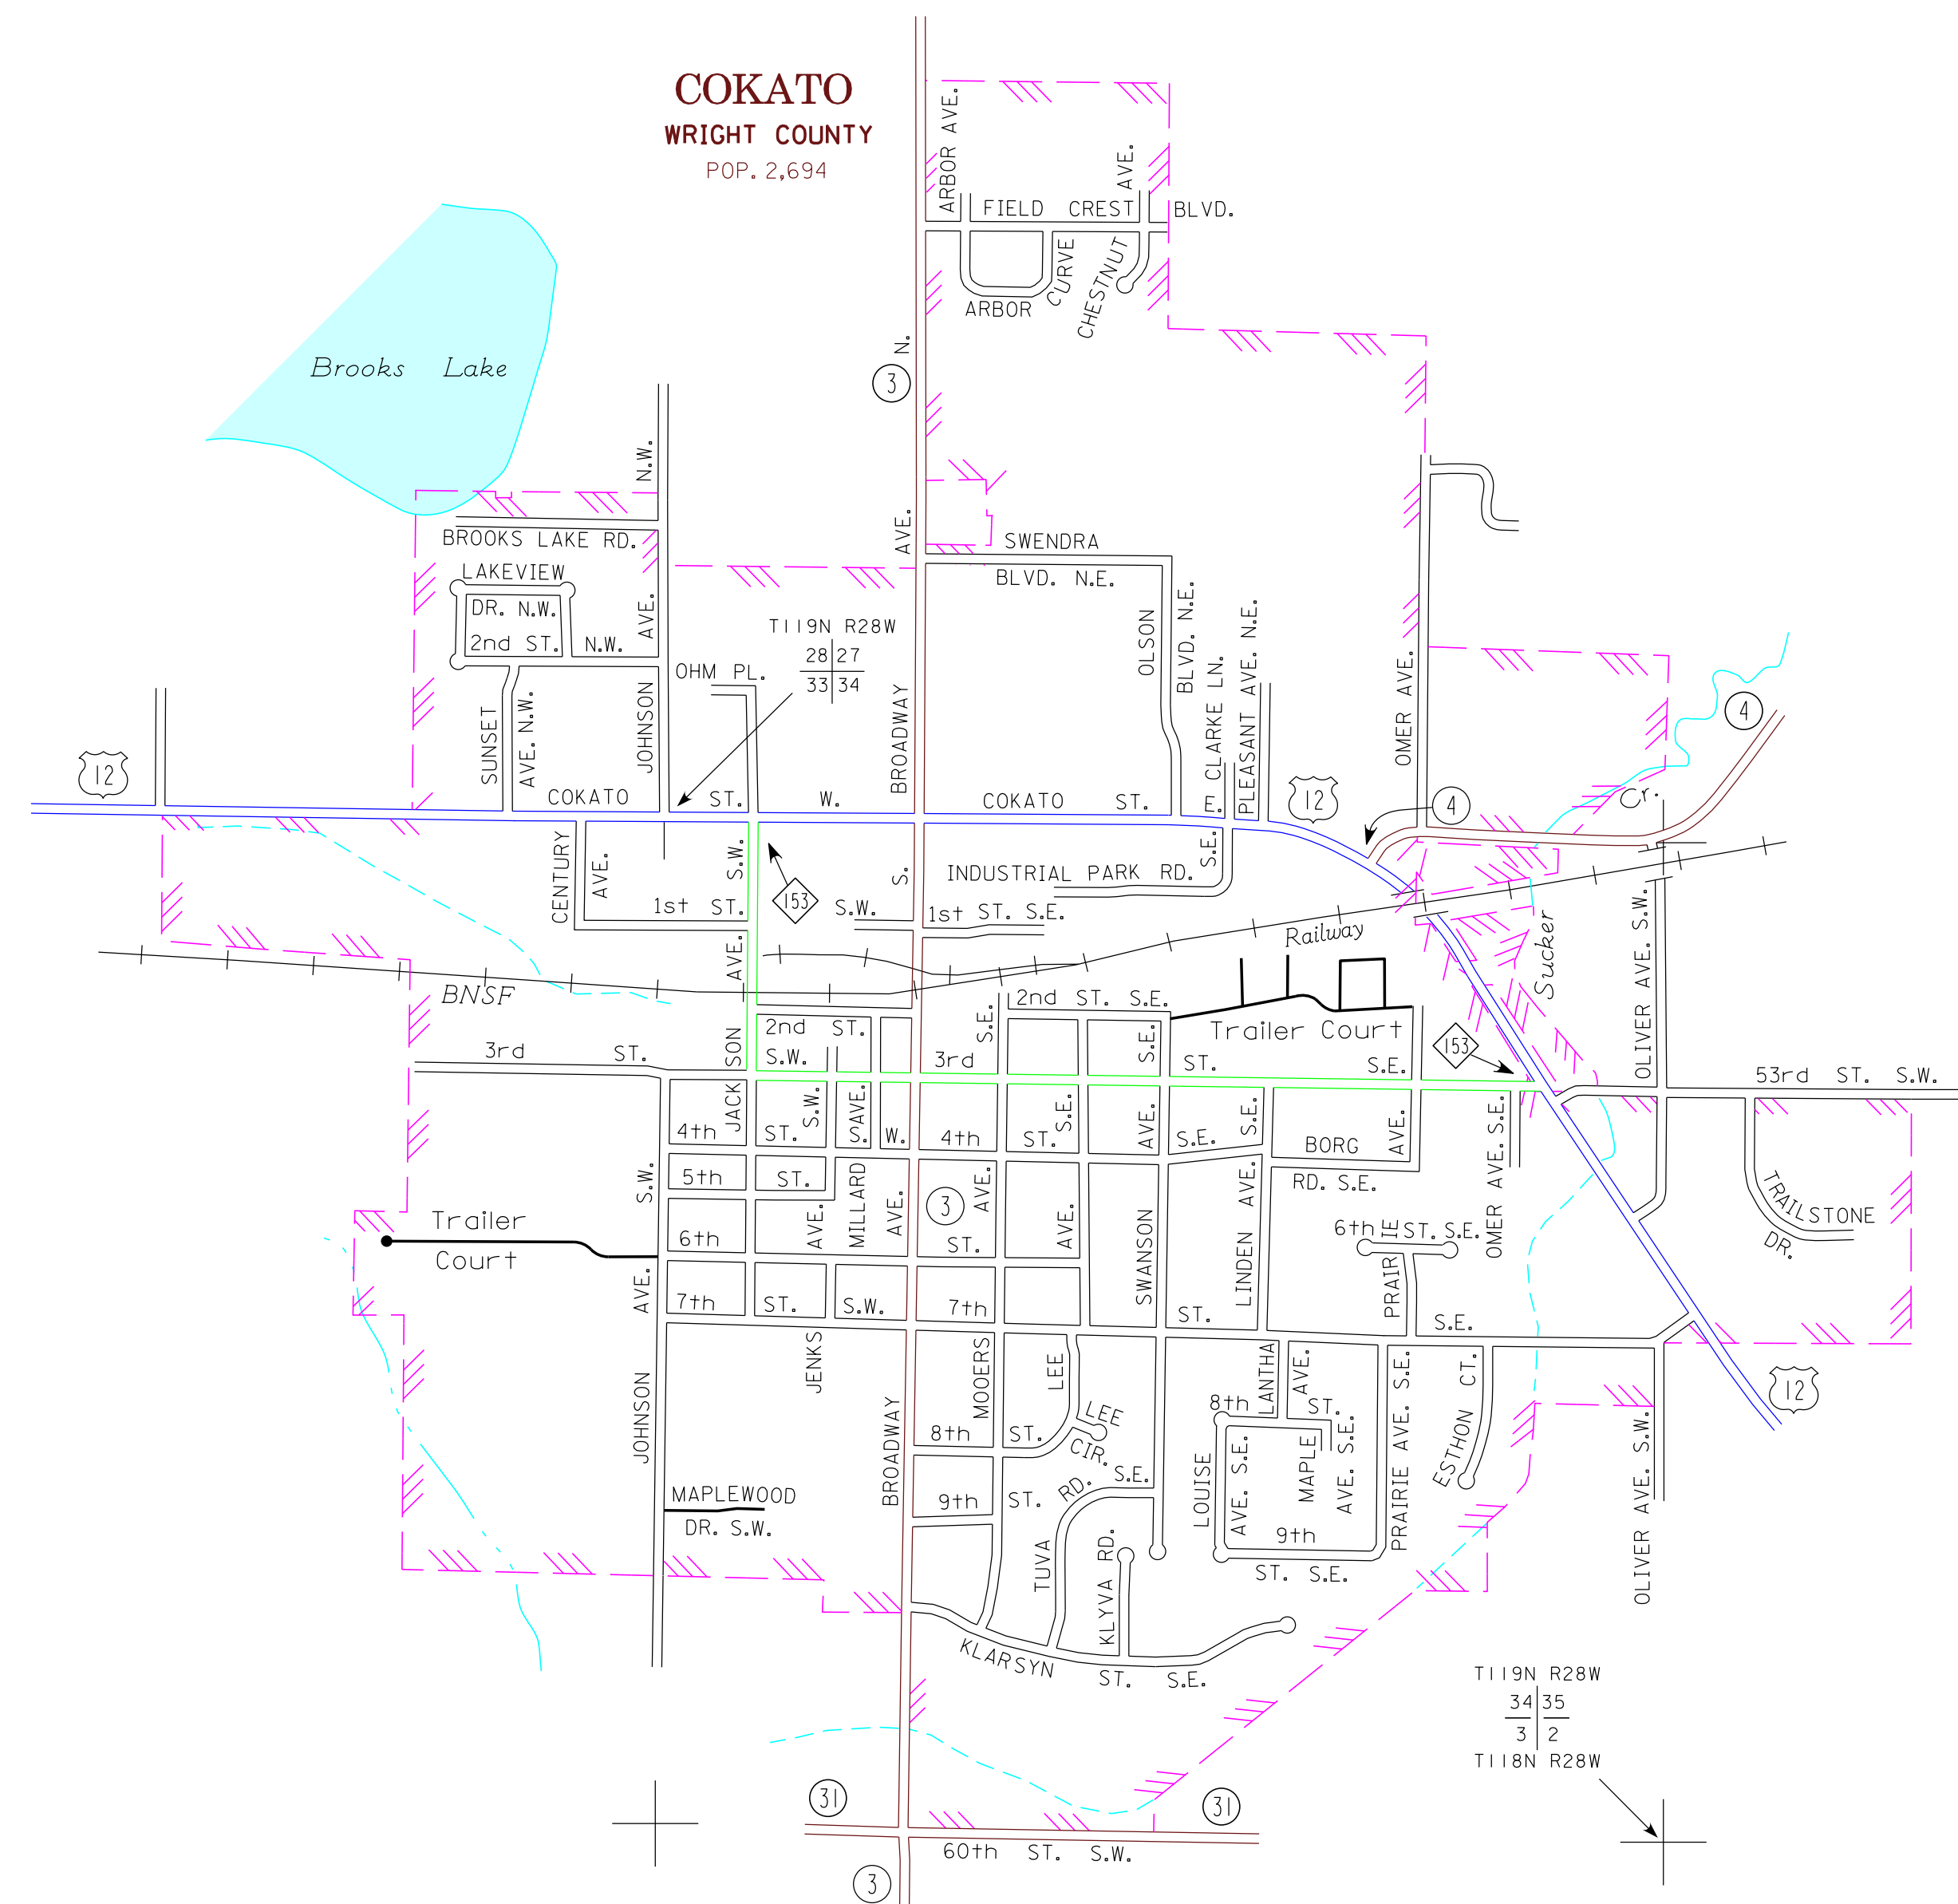 COKATO
WRIGHT COUNTY
POP. 2,694
ARBOR AVE.
AVE.
FIELD CREST BLVD.
CURVE
CHESTNUT
ARBOR
Brooks Lake
N.
3
N.W.
AVE.
SWENDRA
BROOKS LAKE RD.
BLVD. N.E.
LAKEVIEW
DR. N.W.
2nd ST. N.W.
AVE.
T119N R28W
28 27
33 34
OHM PL.
OLSON
BLVD. N.E.
CLARKE LN.
PLEASANT AVE. N.E.
OMER AVE.
SUNSET
AVE. N.W.
JOHNSON
BROADWAY
4
12
COKATO ST. W.
COKATO ST. E.
12
4
Cr.
CENTURY
AVE.
S.W.
S.
INDUSTRIAL PARK RD.
S.E.
1st ST. S.W.
153
1st ST. S.E.
Railway
Sucker
OLIVER AVE. S.W.
AVE.
BNSF
2nd ST. S.E.
Trailer Court
153
2nd ST.
S.W.
S.E.
S.E.
3rd ST.
3rd ST. S.E.
53rd ST. S.W.
JACK SON
S.W.
S.
AVE.
W.
4th ST.
4th ST. S.E.
S.E.
AVE.
S.E.
BORG
AVE.
RD. S.E.
OMER AVE. S.E.
5th ST.
S.W.
MILLARD
AVE.
3
AVE.
AVE.
SWANSON
LINDEN AVE.
6th ST. S.E.
PRAIR IE
TRAILSTONE
DR.
Trailer
Court
6th ST.
AVE.
AVE.
7th ST. S.W.
7th ST. S.E.
JENKS
MOOERS
LEE
LANTHA
AVE.
PRAIRIE AVE. S.E.
ESTHON CT.
12
JOHNSON
BROADWAY
8th ST.
LEE
CIR.
8th ST.
LOUISE
AVE. S.E.
MAPLE
AVE. S.E.
OLIVER AVE. S.W.
MAPLEWOOD
DR. S.W.
9th ST. S.E.
RD.
TUVA
KLYVA RD.
9th
ST. S.E.
KLARSYN ST. S.E.
T119N R28W
34 35
3 2
T118N R28W
31
31
60th ST. S.W.
3